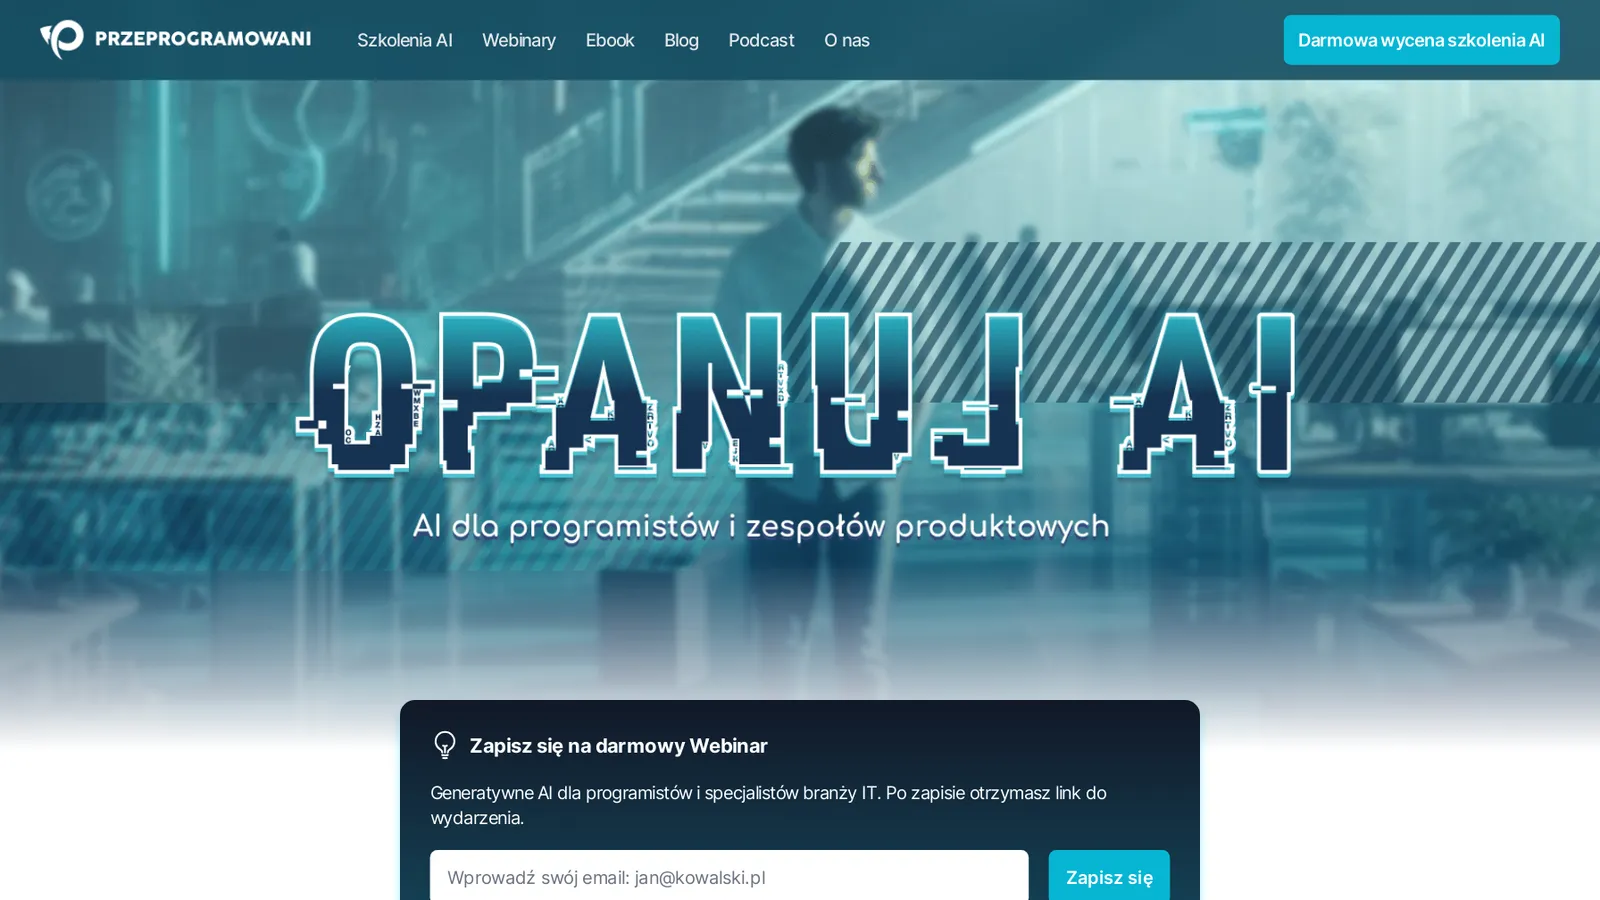 PRZEPROGRAMOWANI
Szkolenia AI
Webinary
Ebook
Blog
Podcast
O nas
Darmowa wycena szkolenia AI
OPANUJ AI
AI dla programistów i zespołów produktowych
Zapisz się na darmowy Webinar
Generatywne AI dla programistów i specjalistów branży IT. Po zapisie otrzymasz link do
wydarzenia.
Wprowadź swój email: jan@kowalski.pl
Zapisz się